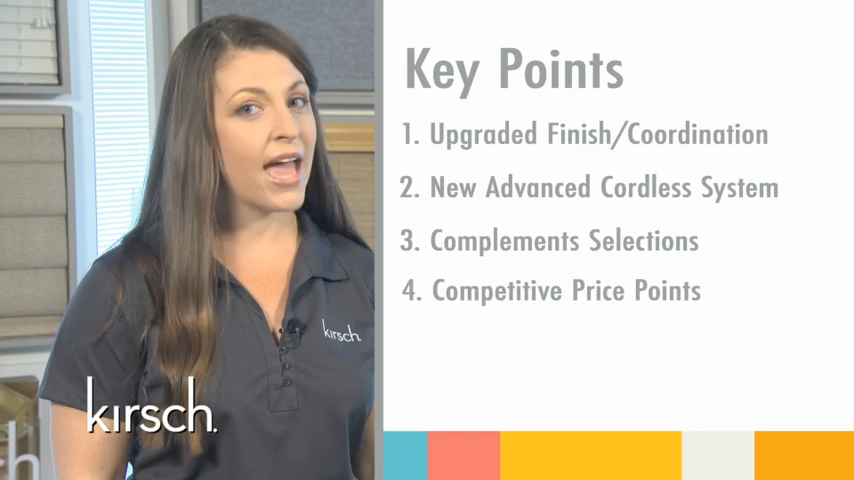 Key Points
1. Upgraded Finish/Coordination
2. New Advanced Cordless System
3. Complements Selections
4. Competitive Price Points
kirsch
kirsch.